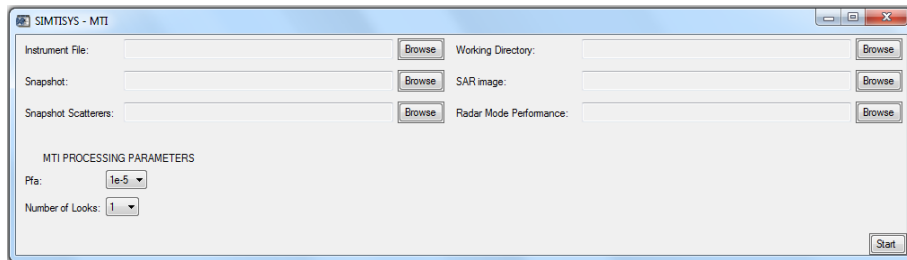 SIMTISYS - MTI
Instrument File: Browse Working Directory: Browse
Snapshot: Browse SAR image: Browse
Snapshot Scatterers: Browse Radar Mode Performance: Browse
MTI PROCESSING PARAMETERS
Pfa: 1e-5
Number of Looks: 1
Start